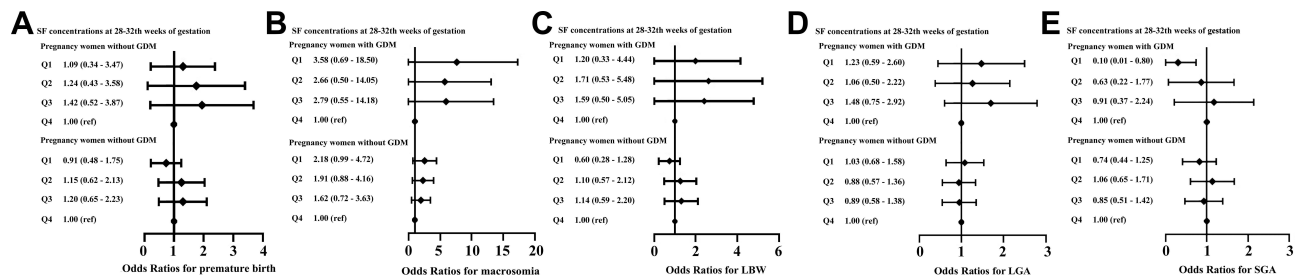 A
SF concentrations at 28-32th weeks of gestation
Pregnancy women without GDM
Q1 1.09 (0.34 - 3.47)
Q2 1.24 (0.43 - 3.58)
Q3 1.42 (0.52 - 3.87)
Q4 1.00 (ref)
Pregnancy women without GDM
Q1 0.91 (0.48 - 1.75)
Q2 1.15 (0.62 - 2.13)
Q3 1.20 (0.65 - 2.23)
Q4 1.00 (ref)
0 1 2 3 4
Odds Ratios for premature birth
B
SF concentrations at 28-32th weeks of gestation
Pregnancy women with GDM
Q1 3.58 (0.69 - 18.50)
Q2 2.66 (0.50 - 14.05)
Q3 2.79 (0.55 - 14.18)
Q4 1.00 (ref)
Pregnancy women without GDM
Q1 2.18 (0.99 - 4.72)
Q2 1.91 (0.88 - 4.16)
Q3 1.62 (0.72 - 3.63)
Q4 1.00 (ref)
0 5 10 15 20
Odds Ratios for macrosomia
C
SF concentrations at 28-32th weeks of gestation
Pregnancy women with GDM
Q1 1.20 (0.33 - 4.44)
Q2 1.71 (0.53 - 5.48)
Q3 1.59 (0.50 - 5.05)
Q4 1.00 (ref)
Pregnancy women without GDM
Q1 0.60 (0.28 - 1.28)
Q2 1.10 (0.57 - 2.12)
Q3 1.14 (0.59 - 2.20)
Q4 1.00 (ref)
0 2 4 6
Odds Ratios for LBW
D
SF concentrations at 28-32th weeks of gestation
Pregnancy women with GDM
Q1 1.23 (0.59 - 2.60)
Q2 1.06 (0.50 - 2.22)
Q3 1.48 (0.75 - 2.92)
Q4 1.00 (ref)
Pregnancy women without GDM
Q1 1.03 (0.68 - 1.58)
Q2 0.88 (0.57 - 1.36)
Q3 0.89 (0.58 - 1.38)
Q4 1.00 (ref)
0 1 2 3
Odds Ratios for LGA
E
SF concentrations at 28-32th weeks of gestation
Pregnancy women with GDM
Q1 0.10 (0.01 - 0.80)
Q2 0.63 (0.22 - 1.77)
Q3 0.91 (0.37 - 2.24)
Q4 1.00 (ref)
Pregnancy women without GDM
Q1 0.74 (0.44 - 1.25)
Q2 1.06 (0.65 - 1.71)
Q3 0.85 (0.51 - 1.42)
Q4 1.00 (ref)
0 1 2 3
Odds Ratios for SGA